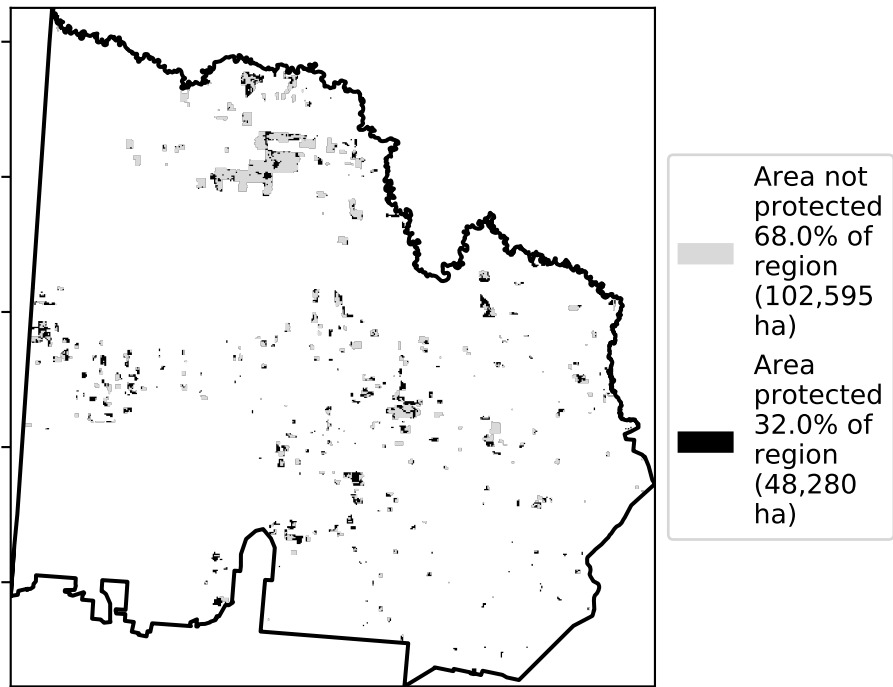 Area not
protected
68.0% of
region
(102,595
ha)
Area
protected
32.0% of
region
(48,280
ha)